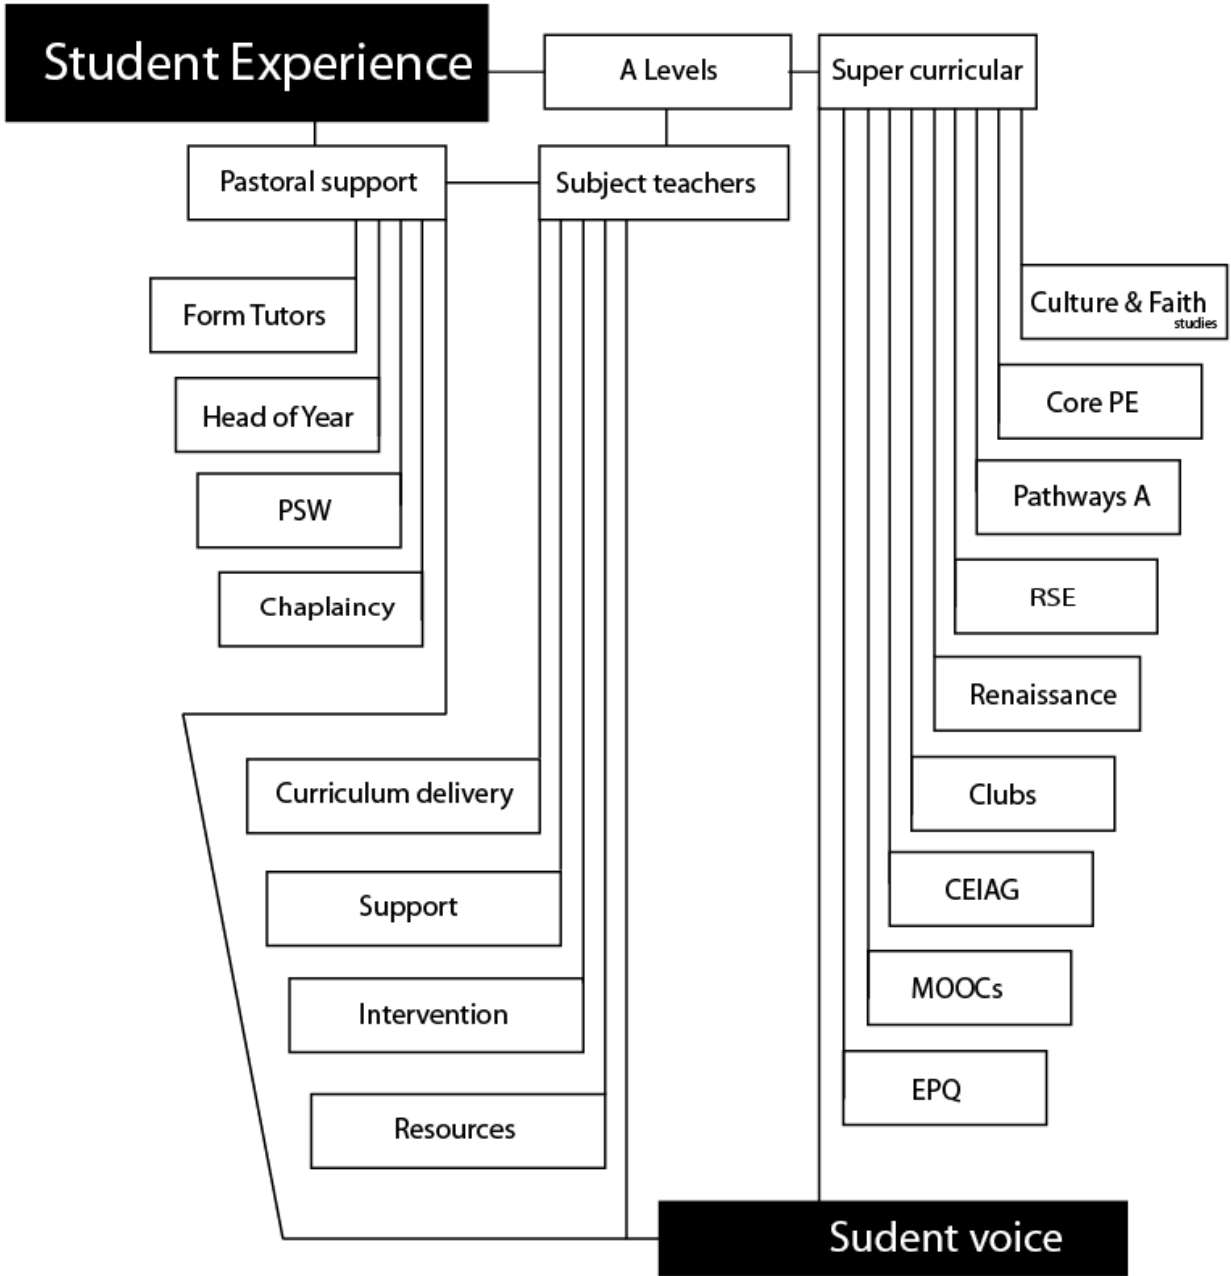 Student Experience
A Levels
Super curricular
Pastoral support
Subject teachers
Form Tutors
Head of Year
PSW
Chaplaincy
Curriculum delivery
Support
Intervention
Resources
Culture & Faith
studies
Core PE
Pathways A
RSE
Renaissance
Clubs
CEIAG
MOOCs
EPQ
Sudent voice